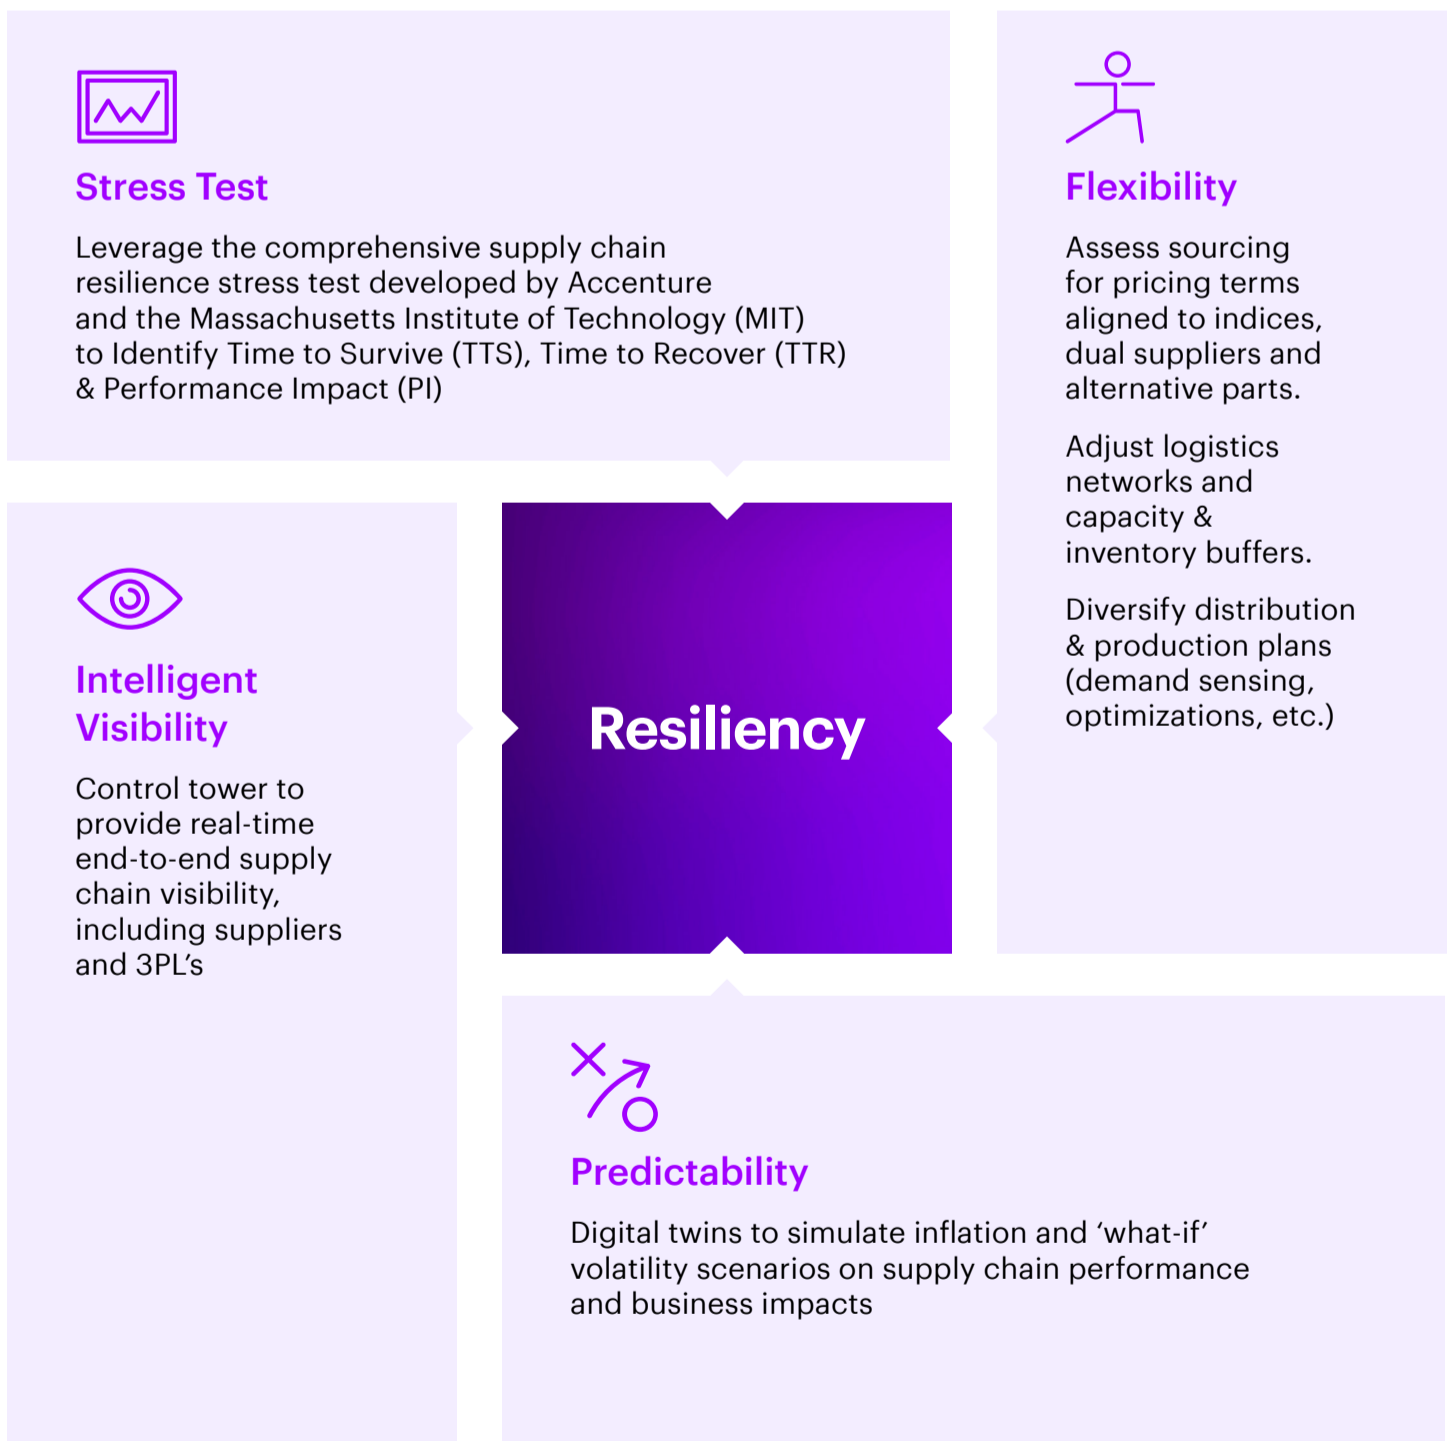 Stress Test
Leverage the comprehensive supply chain
resilience stress test developed by Accenture
and the Massachusetts Institute of Technology (MIT)
to Identify Time to Survive (TTS), Time to Recover (TTR)
& Performance Impact (PI)
Flexibility
Assess sourcing
for pricing terms
aligned to indices,
dual suppliers and
alternative parts.
Adjust logistics
networks and
capacity &
inventory buffers.
Diversify distribution
& production plans
(demand sensing,
optimizations, etc.)
Intelligent
Visibility
Control tower to
provide real-time
end-to-end supply
chain visibility,
including suppliers
and 3PL’s
Resiliency
Predictability
Digital twins to simulate inflation and ‘what-if’
volatility scenarios on supply chain performance
and business impacts